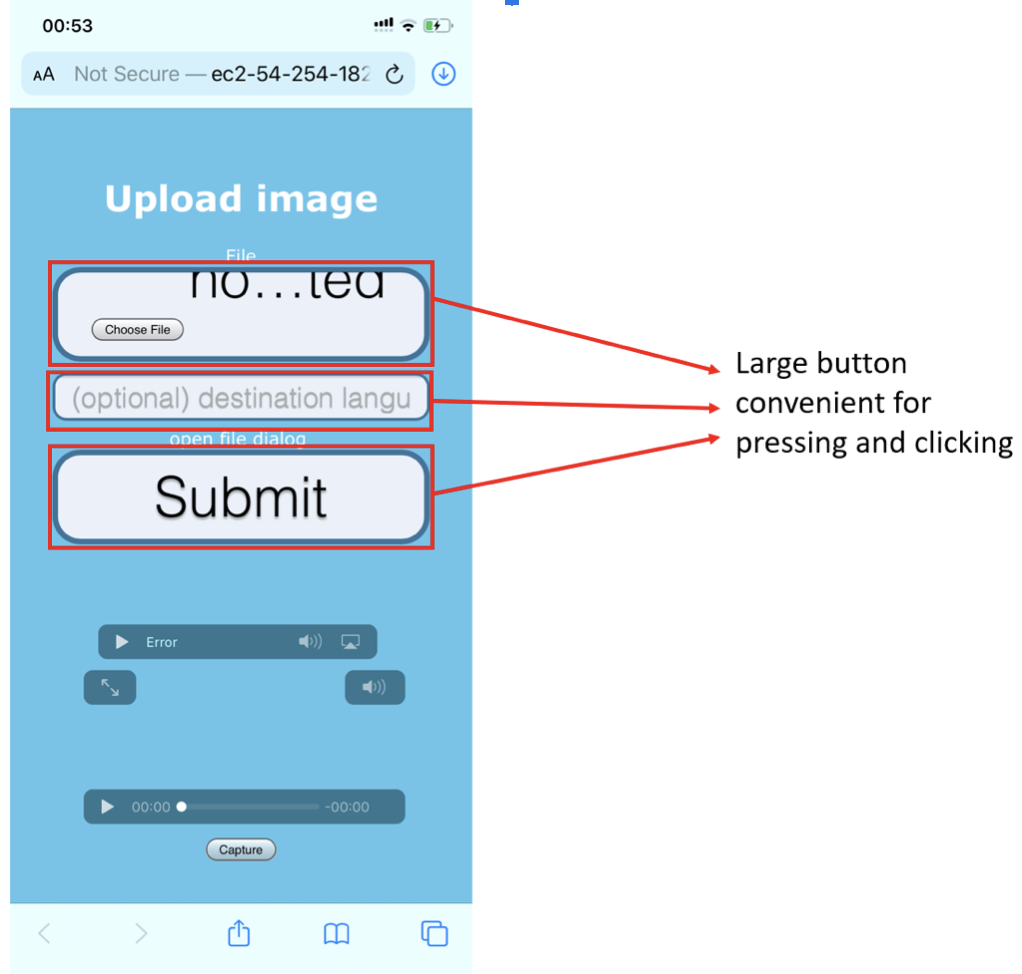 00:53
AA Not Secure — ec2-54-254-182
Upload image
File
no...ted
Choose File
(optional) destination langu
open file dialog
Submit
Large button
convenient for
pressing and clicking
Error
00:00 -00:00
Capture